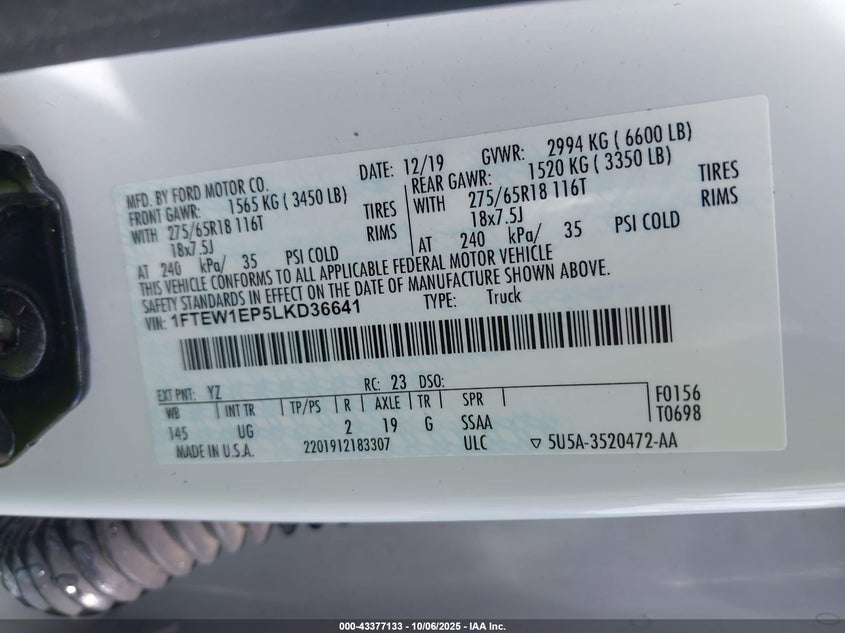 MFD. BY FORD MOTOR CO. DATE: 12/19 GVWR: 2994 KG ( 6600 LB)
FRONT GAWR: 1565 KG ( 3450 LB) REAR GAWR: 1520 KG ( 3350 LB)
WITH 275/65R18 116T TIRES WITH 275/65R18 116T TIRES
18x7.5J RIMS 18x7.5J RIMS
AT 240 kPa/ 35 PSI COLD AT 240 kPa/ 35 PSI COLD
THIS VEHICLE CONFORMS TO ALL APPLICABLE FEDERAL MOTOR VEHICLE
SAFETY STANDARDS IN EFFECT ON THE DATE OF MANUFACTURE SHOWN ABOVE.
VIN: 1FTEW1EP5LKD36641 TYPE: Truck
EXT PNT: YZ RC: 23 DSO:
WB INT TR TP/PS R AXLE TR SPR F0156
145 UG 2 19 G SSAA T0698
MADE IN U.S.A. 2201912183307 ULC ▽ 5U5A-3520472-AA
000-43377133 - 10/06/2025 - IAA Inc.